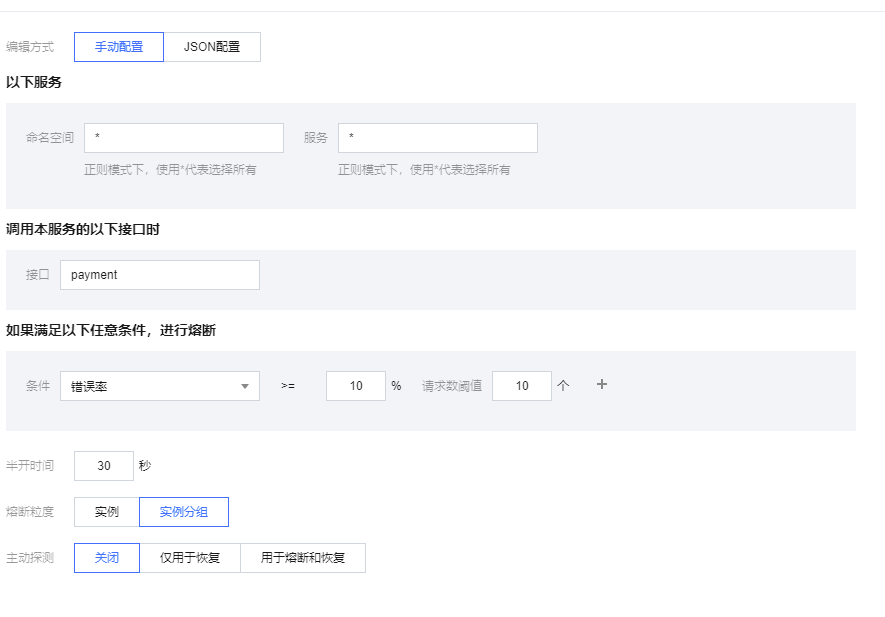 编辑方式 手动配置 JSON配置
以下服务
命名空间 * 服务 *
正则模式下，使用*代表选择所有 正则模式下，使用*代表选择所有
调用本服务的以下接口时
接口 payment
如果满足以下任意条件，进行熔断
条件 错误率 >= 10 % 请求数阈值 10 个 +
半开时间 30 秒
熔断粒度 实例 实例分组
主动探测 关闭 仅用于恢复 用于熔断和恢复